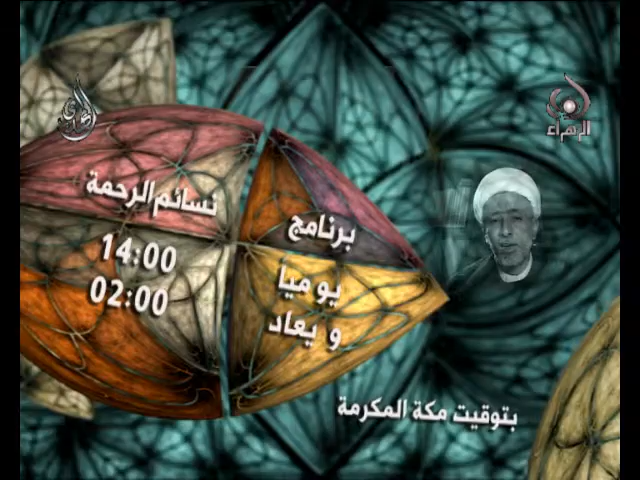 الزهراء
برنامج نسائم الرحمة
يوميا 14:00
و يعاد 02:00
بتوقيت مكة المكرمة